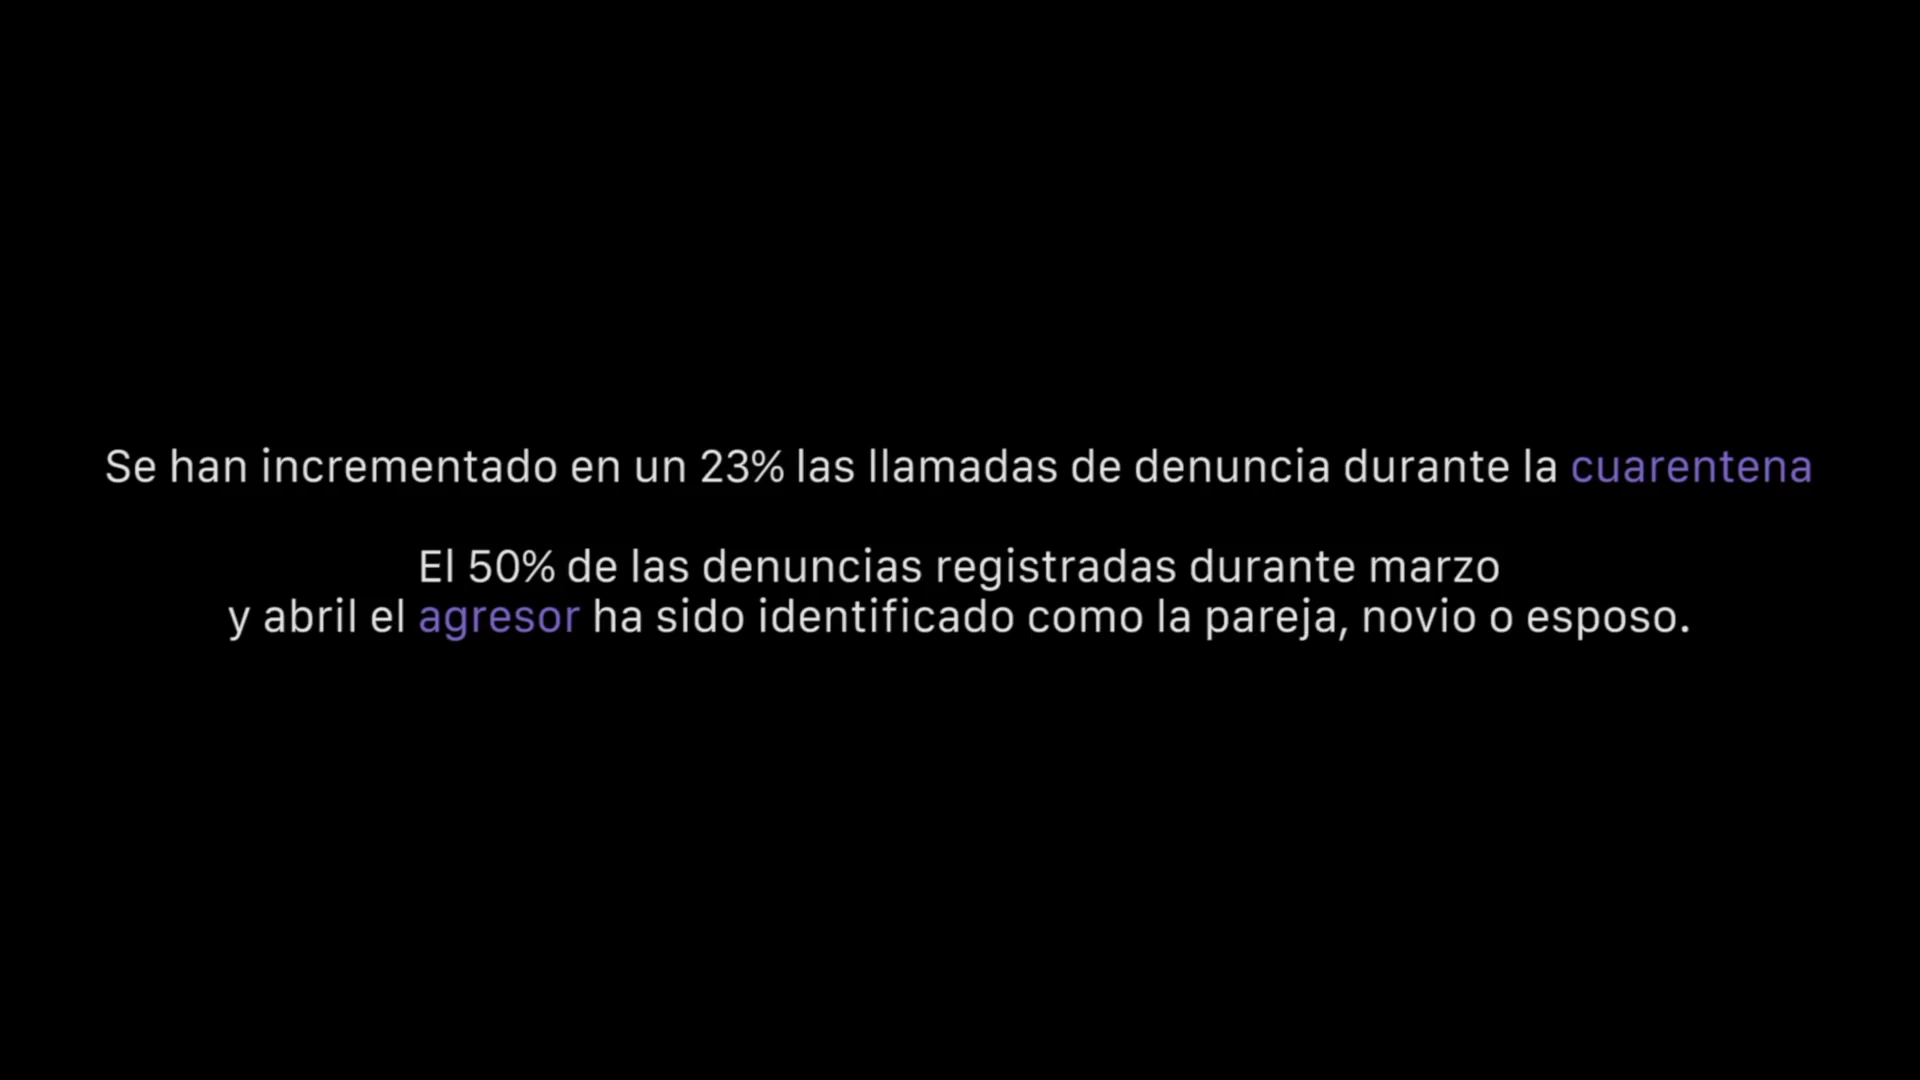 Se han incrementado en un 23% las llamadas de denuncia durante la cuarentena
El 50% de las denuncias registradas durante marzo
y abril el agresor ha sido identificado como la pareja, novio o esposo.